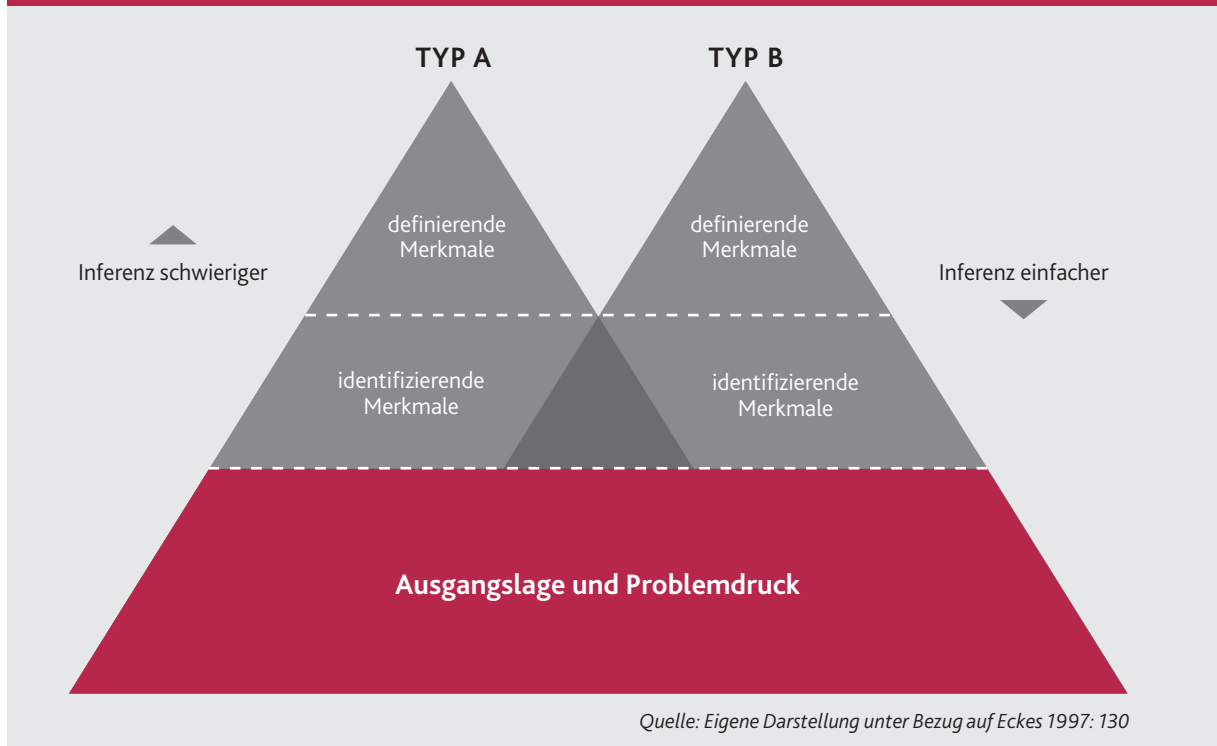 TYP A
TYP B
definierende
Merkmale
definierende
Merkmale
Inferenz schwieriger
Inferenz einfacher
identifizierende
Merkmale
identifizierende
Merkmale
Ausgangslage und Problemdruck
Quelle: Eigene Darstellung unter Bezug auf Eckes 1997: 130